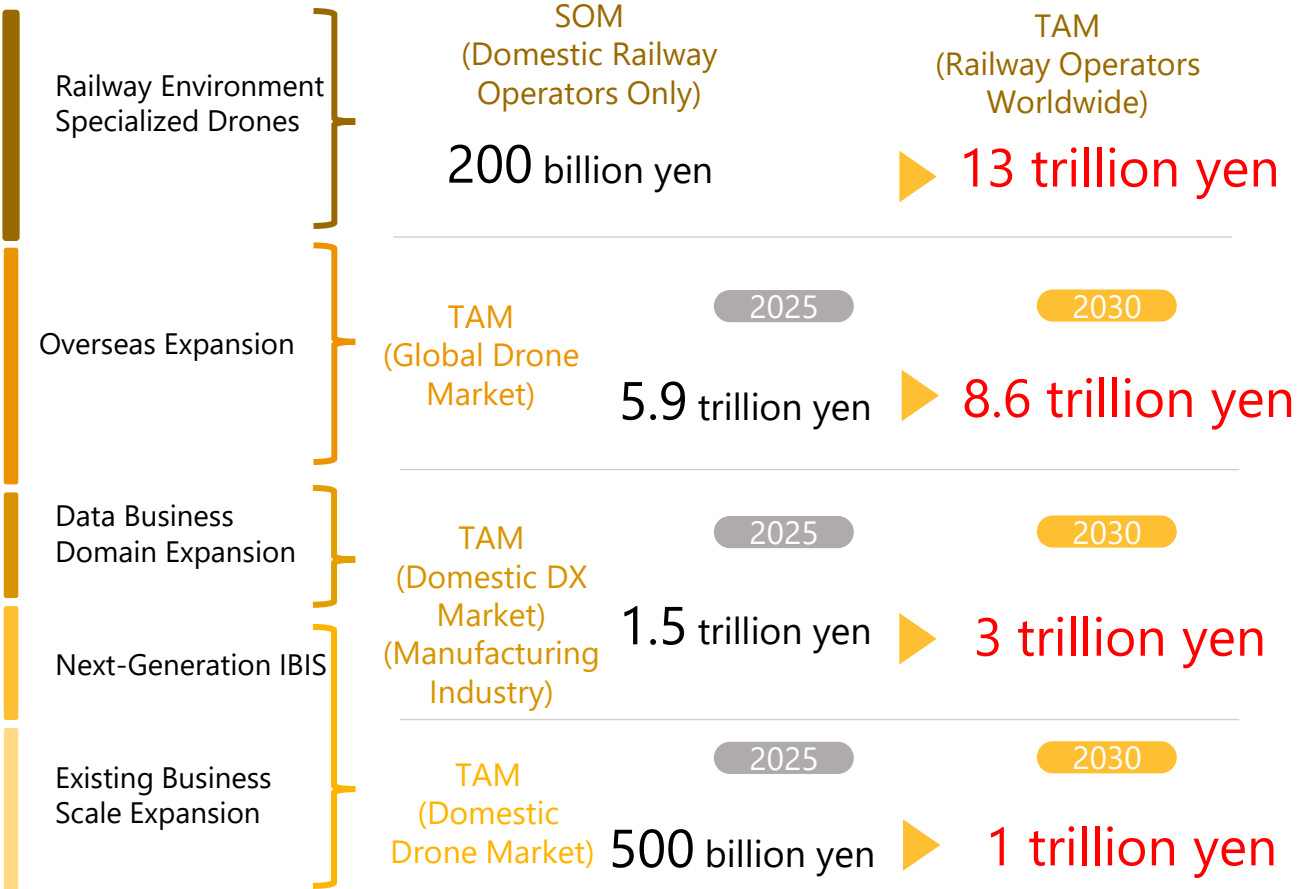 Railway Environment
Specialized Drones
SOM
(Domestic Railway
Operators Only)
200 billion yen
TAM
(Railway Operators
Worldwide)
13 trillion yen
Overseas Expansion
TAM
(Global Drone
Market)
2025
5.9 trillion yen
2030
8.6 trillion yen
Data Business
Domain Expansion
TAM
(Domestic DX
Market)
(Manufacturing
Industry)
2025
1.5 trillion yen
2030
3 trillion yen
Next-Generation IBIS
Existing Business
Scale Expansion
TAM
(Domestic
Drone Market)
2025
500 billion yen
2030
1 trillion yen